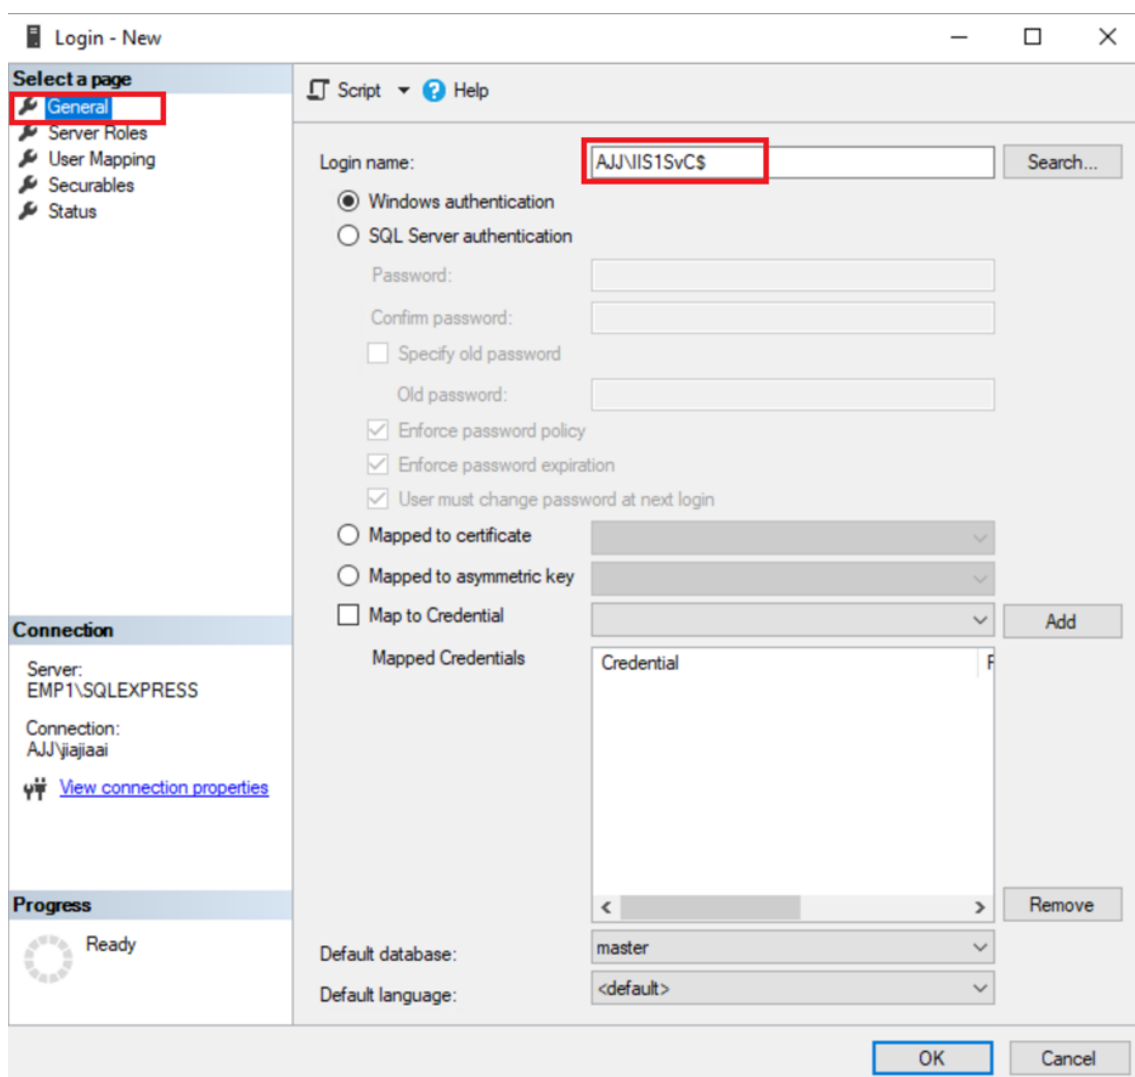 Login - New
Select a page
General
Server Roles
User Mapping
Securables
Status
Script
Help
Login name:
AJJ\IIS1SvC$
Search...
Windows authentication
SQL Server authentication
Password:
Confirm password:
Specify old password
Old password:
Enforce password policy
Enforce password expiration
User must change password at next login
Mapped to certificate
Mapped to asymmetric key
Map to Credential
Add
Mapped Credentials
Credential
Remove
Default database:
master
Default language:
<default>
Connection
Server:
EMP1\SQLEXPRESS
Connection:
AJJ\jiajiaai
View connection properties
Progress
Ready
OK
Cancel